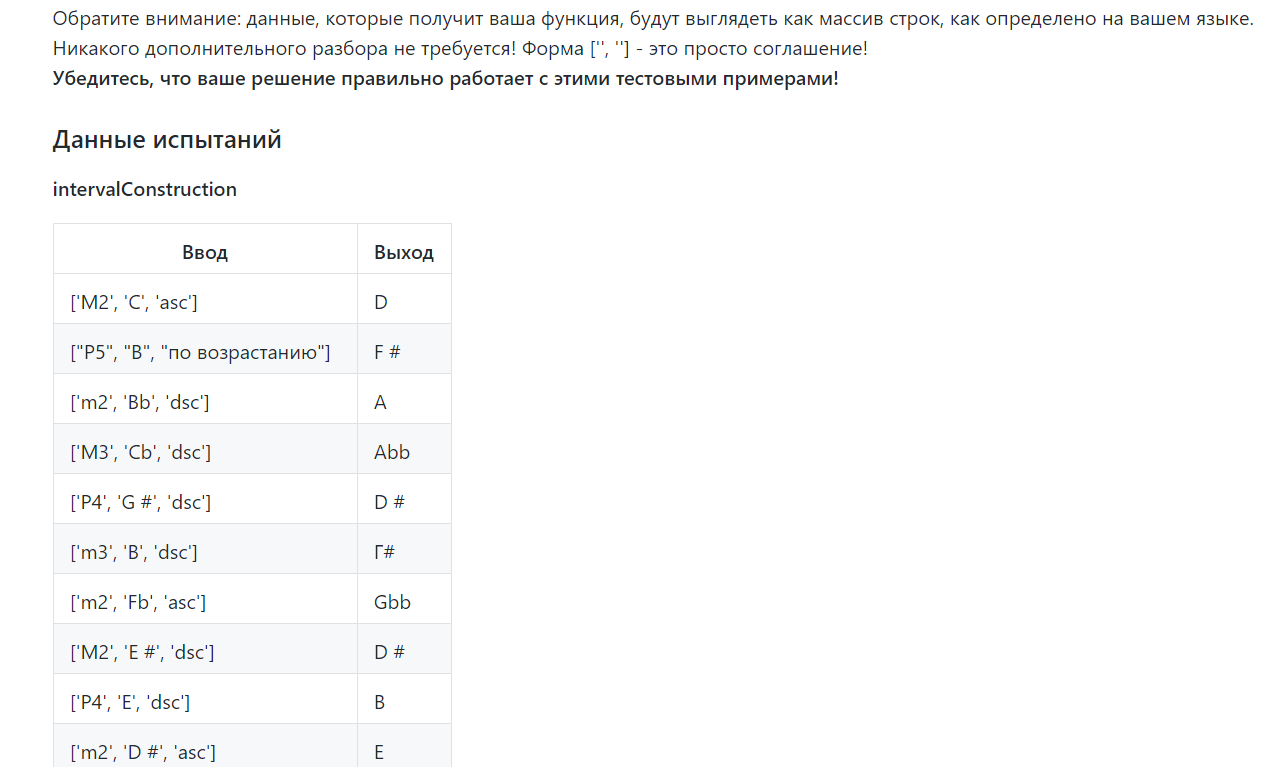 Обратите внимание: данные, которые получит ваша функция, будут выглядеть как массив строк, как определено на вашем языке.
Никакого дополнительного разбора не требуется! Форма ['', ''] - это просто соглашение!
Убедитесь, что ваше решение правильно работает с этими тестовыми примерами!
Данные испытаний
intervalConstruction
Ввод Выход
['M2', 'C', 'asc'] D
["P5", "B", "по возрастанию"] F #
['m2', 'Bb', 'dsc'] A
['M3', 'Cb', 'dsc'] Abb
['P4', 'G #', 'dsc'] D #
['m3', 'B', 'dsc'] Г#
['m2', 'Fb', 'asc'] Gbb
['M2', 'E #', 'dsc'] D #
['P4', 'E', 'dsc'] B
['m2', 'D #', 'asc'] E